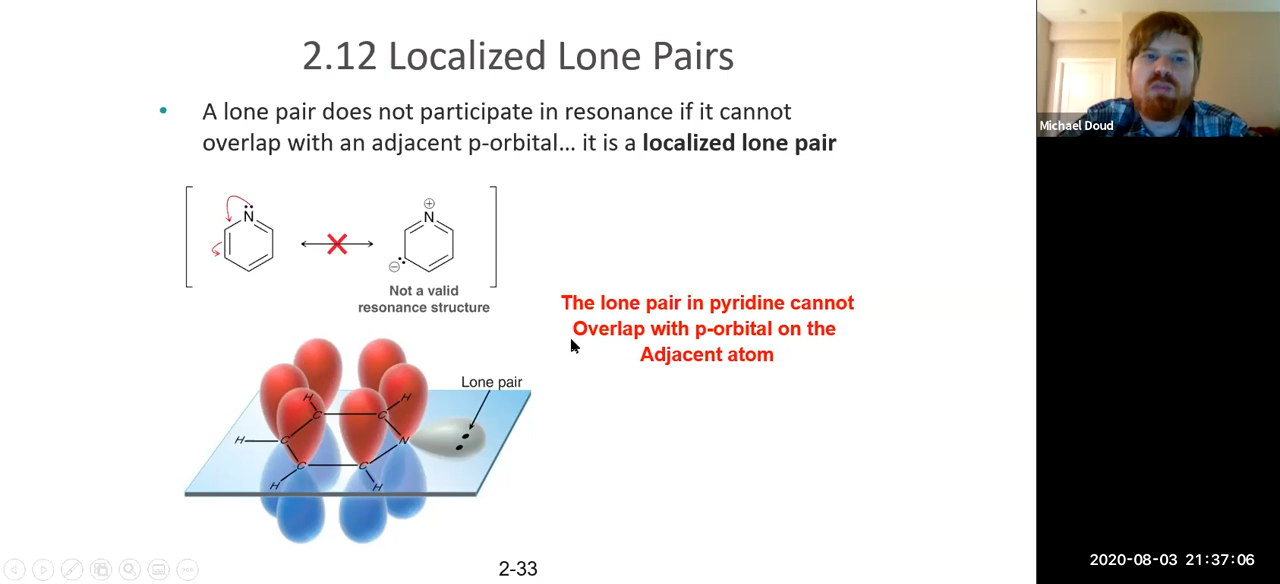 2.12 Localized Lone Pairs
• A lone pair does not participate in resonance if it cannot
overlap with an adjacent p-orbital... it is a localized lone pair
N
N
⊕
⊖
Not a valid
resonance structure
The lone pair in pyridine cannot
Overlap with p-orbital on the
Adjacent atom
Lone pair
H
H
C
C
H
C
N
C
C
H
H
2-33
Michael Doud
2020-08-03 21:37:06